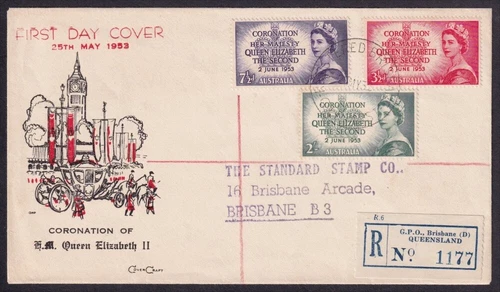 FIRST DAY COVER
25TH MAY 1953
CORONATION
HER MAJESTY
QUEEN ELIZABETH
THE SECOND
2 JUNE 1953
7½D
AUSTRALIA
CORONATION
HER MAJESTY
QUEEN ELIZABETH
THE SECOND
2 JUNE 1953
3½D
AUSTRALIA
CORONATION
HER MAJESTY
QUEEN ELIZABETH
THE SECOND
2 JUNE 1953
2/-
AUSTRALIA
THE STANDARD STAMP CO..
16 Brisbane Arcade,
BRISBANE B3
CORONATION OF
H.M. Queen Elizabeth II
COVERCRAFT
R.6
R
G.P.O., Brisbane (D)
QUEENSLAND
No 1177